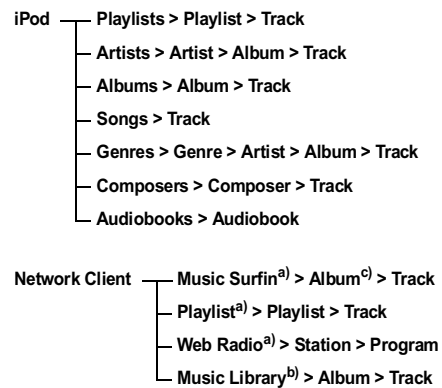 iPod Playlists > Playlist > Track
Artists > Artist > Album > Track
Albums > Album > Track
Songs > Track
Genres > Genre > Artist > Album > Track
Composers > Composer > Track
Audiobooks > Audiobook
Network Client Music Surfin a) > Album c) > Track
Playlist a) > Playlist > Track
Web Radio a) > Station > Program
Music Library b) > Album > Track